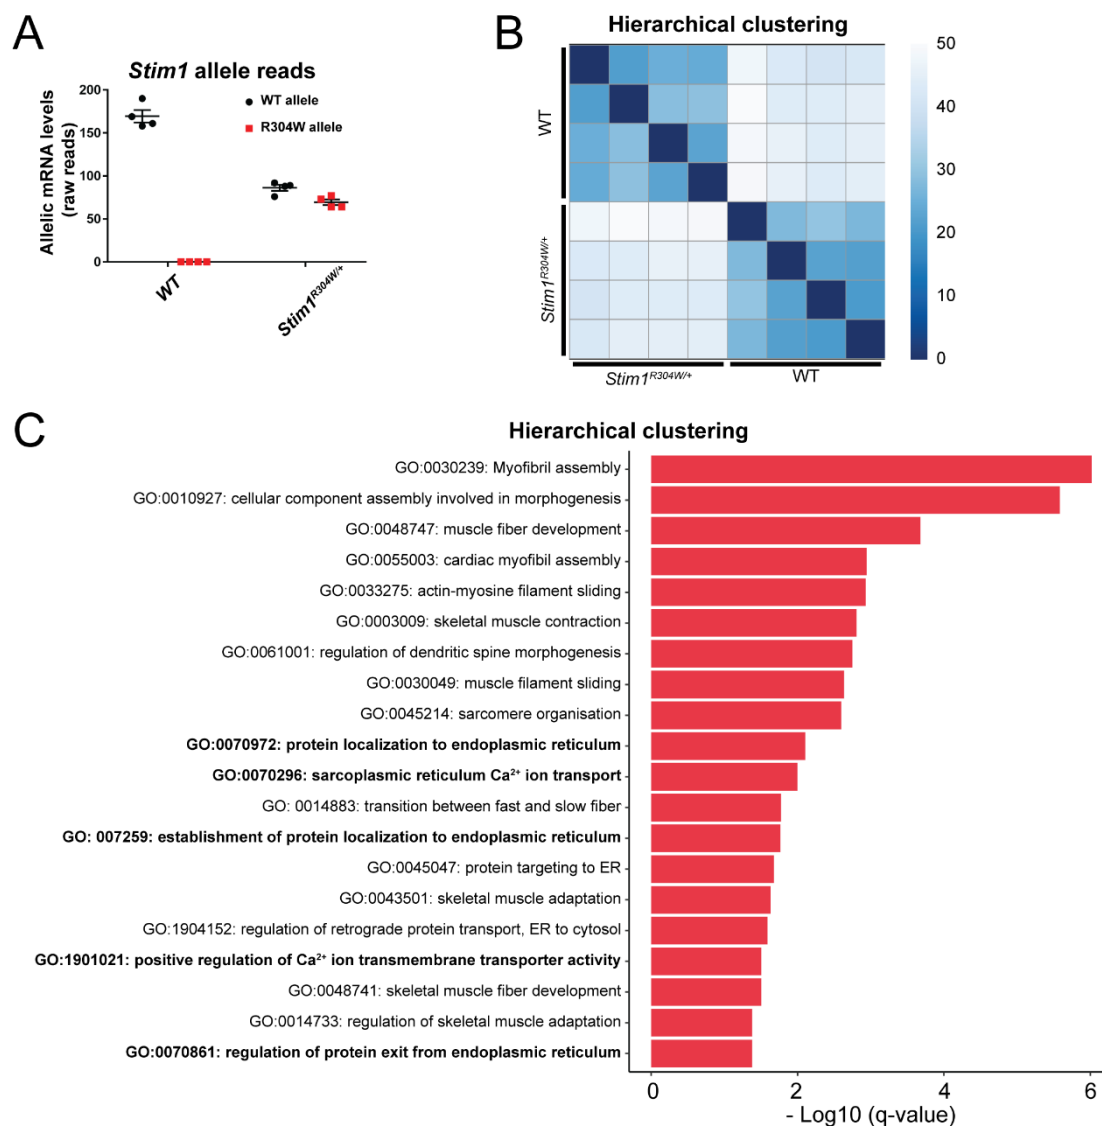 A
Stim1 allele reads
WT allele
R304W allele
Allelic mRNA levels
(raw reads)
200
150
100
50
0
WT
Stim1R304W/+
B
Hierarchical clustering
WT
Stim1R304W/+
Stim1R304W/+
WT
50
40
30
20
10
0
C
Hierarchical clustering
GO:0030239: Myofibril assembly
GO:0010927: cellular component assembly involved in morphogenesis
GO:0048747: muscle fiber development
GO:0055003: cardiac myofibil assembly
GO:0033275: actin-myosine filament sliding
GO:0003009: skeletal muscle contraction
GO:0061001: regulation of dendritic spine morphogenesis
GO:0030049: muscle filament sliding
GO:0045214: sarcomere organisation
GO:0070972: protein localization to endoplasmic reticulum
GO:0070296: sarcoplasmic reticulum Ca2+ ion transport
GO: 0014883: transition between fast and slow fiber
GO: 007259: establishment of protein localization to endoplasmic reticulum
GO:0045047: protein targeting to ER
GO:0043501: skeletal muscle adaptation
GO:1904152: regulation of retrograde protein transport, ER to cytosol
GO:1901021: positive regulation of Ca2+ ion transmembrane transporter activity
GO:0048741: skeletal muscle fiber development
GO:0014733: regulation of skeletal muscle adaptation
GO:0070861: regulation of protein exit from endoplasmic reticulum
0 2 4 6
- Log10 (q-value)